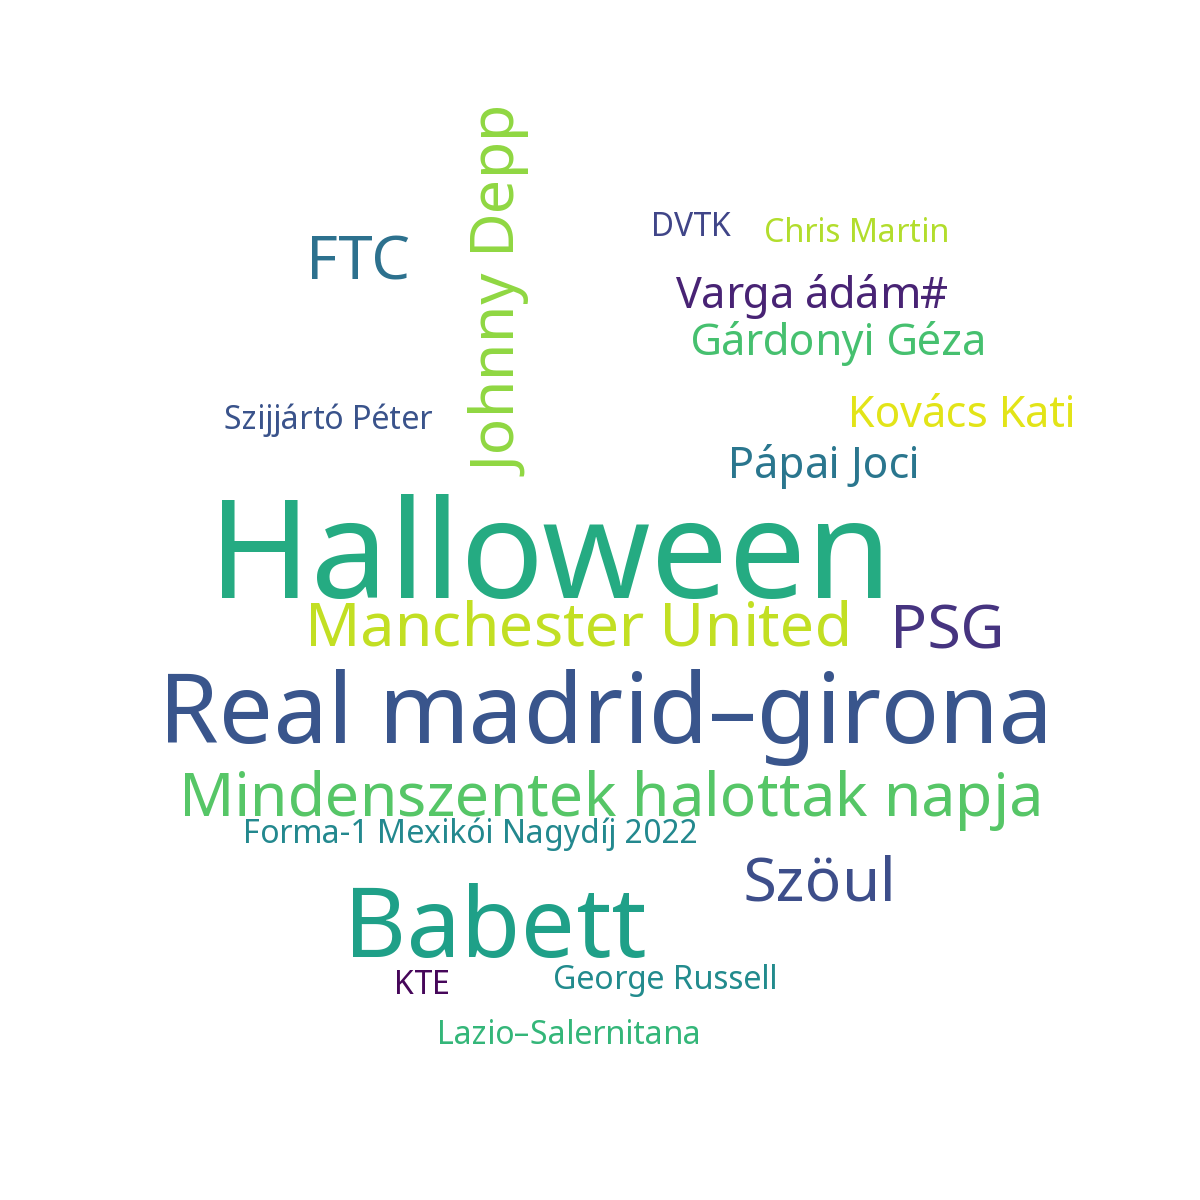 Johnny Depp
DVTK
Chris Martin
FTC
Varga ádám#
Gárdonyi Géza
Kovács Kati
Szijjártó Péter
Pápai Joci
Halloween
Manchester United
PSG
Real madrid–girona
Mindenszentek halottak napja
Forma-1 Mexikói Nagydíj 2022
Szöul
Babett
KTE
George Russell
Lazio–Salernitana